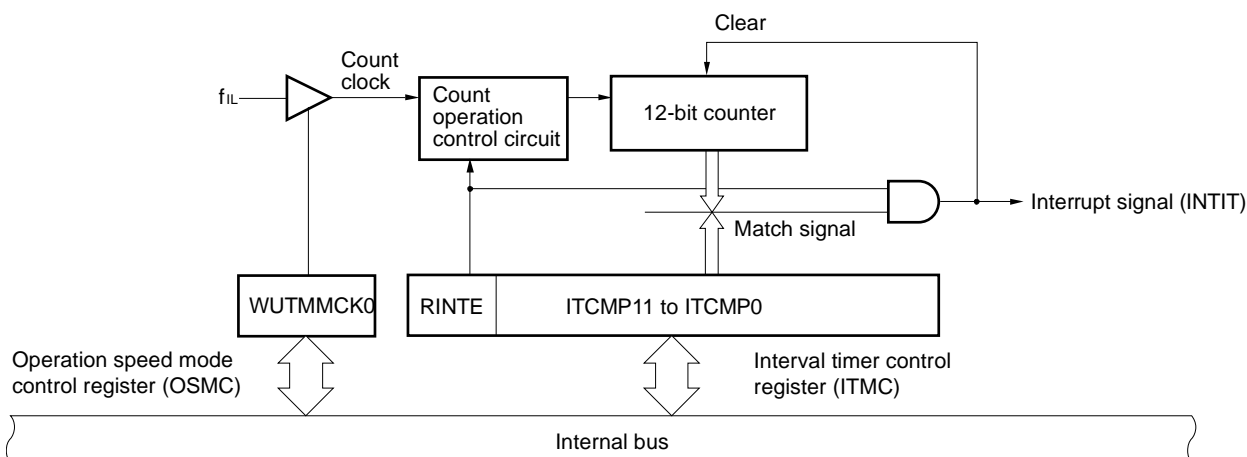 Clear
Count
clock
fIL
Count
operation
control circuit
12-bit counter
Interrupt signal (INTIT)
Match signal
WUTMMCK0
RINTE
ITCMP11 to ITCMP0
Operation speed mode
control register (OSMC)
Interval timer control
register (ITMC)
Internal bus